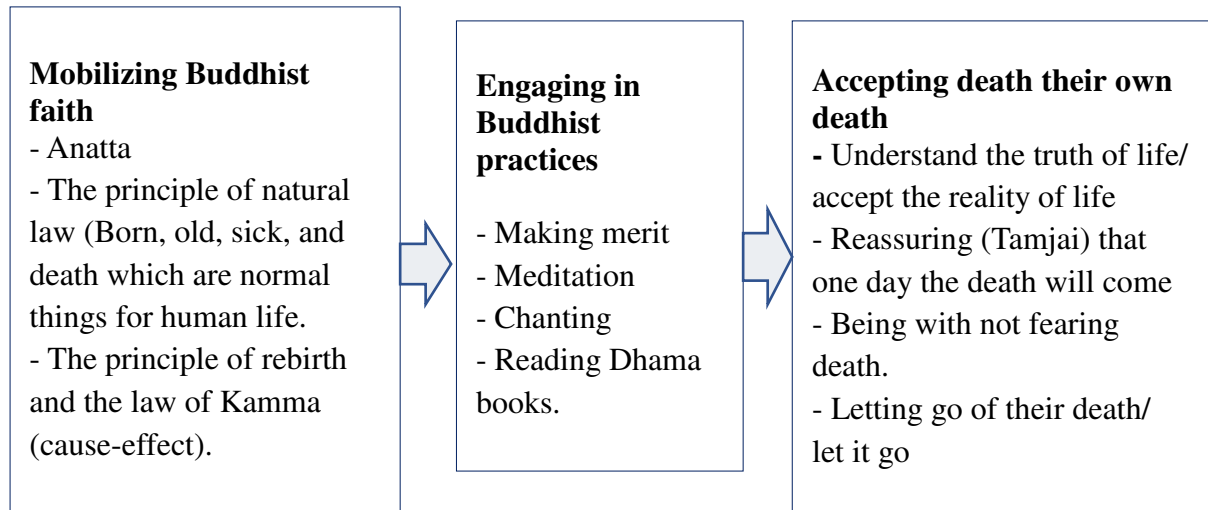 Mobilizing Buddhist
faith
- Anatta
- The principle of natural
law (Born, old, sick, and
death which are normal
things for human life.
- The principle of rebirth
and the law of Kamma
(cause-effect).
Engaging in
Buddhist
practices
- Making merit
- Meditation
- Chanting
- Reading Dhama
books.
Accepting death their own
death
- Understand the truth of life/
accept the reality of life
- Reassuring (Tamjai) that
one day the death will come
- Being with not fearing
death.
- Letting go of their death/
let it go